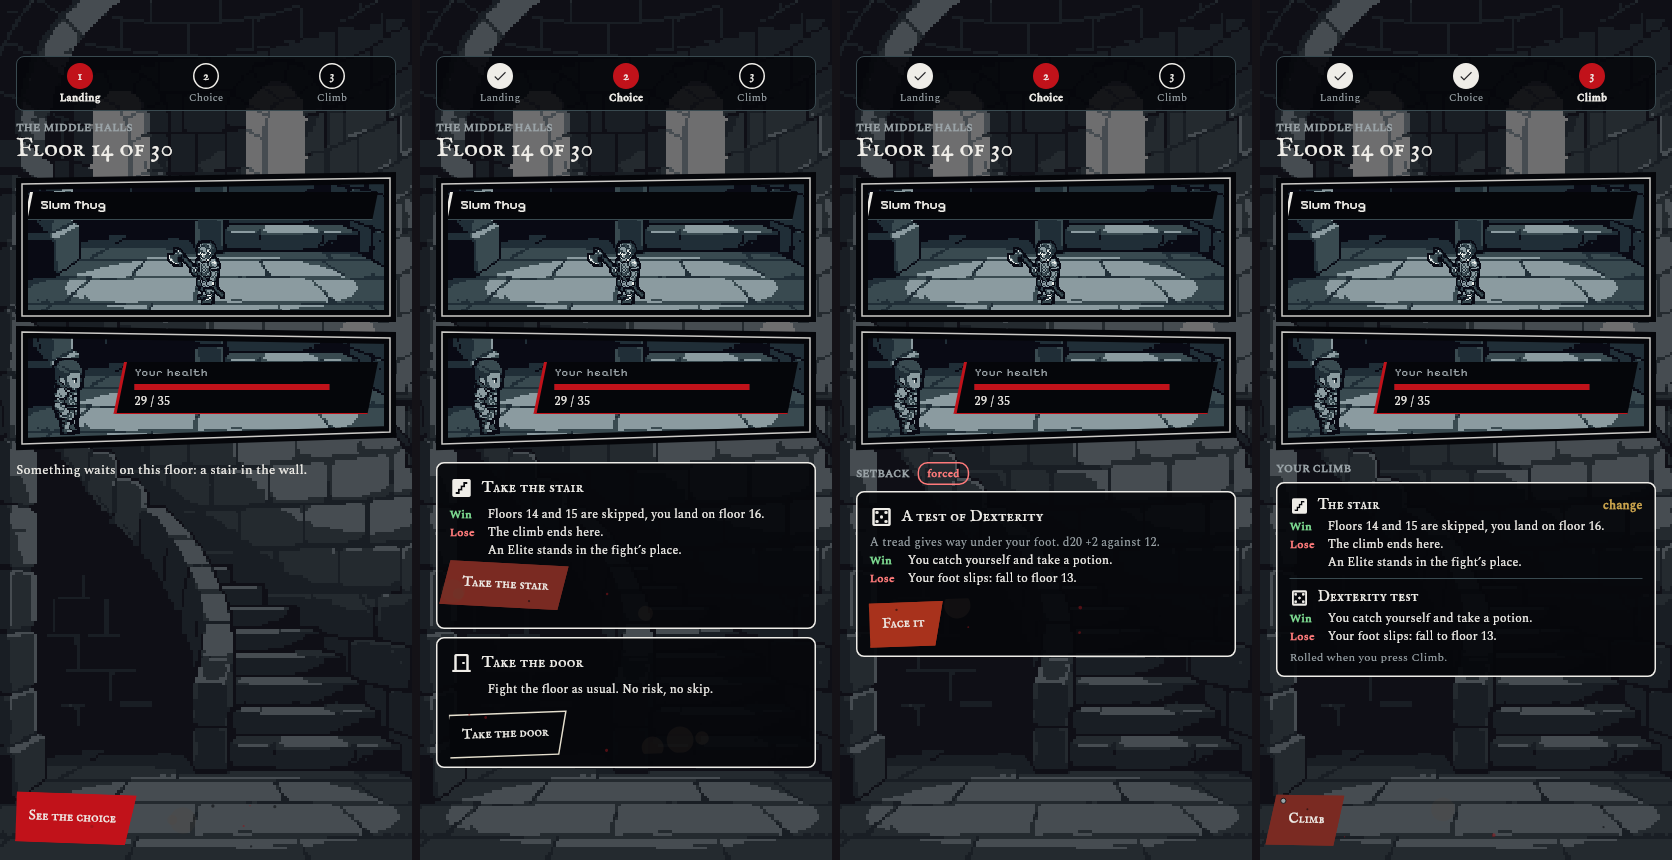 1
2
3
Landing
Choice
Climb
THE MIDDLE HALLS
Floor 14 of 30
Slum Thug
Your health
29 / 35
Something waits on this floor: a stair in the wall.
See the choice
2
3
Landing
Choice
Climb
THE MIDDLE HALLS
Floor 14 of 30
Slum Thug
Your health
29 / 35
Take the stair
Win Floors 14 and 15 are skipped, you land on floor 16.
Lose The climb ends here.
An Elite stands in the fight's place.
Take the stair
Take the door
Fight the floor as usual. No risk, no skip.
Take the door
2
3
Landing
Choice
Climb
THE MIDDLE HALLS
Floor 14 of 30
Slum Thug
Your health
29 / 35
SETBACK forced
A test of Dexterity
A tread gives way under your foot. d20 +2 against 12.
Win You catch yourself and take a potion.
Lose Your foot slips: fall to floor 13.
Face it
3
Landing
Choice
Climb
THE MIDDLE HALLS
Floor 14 of 30
Slum Thug
Your health
29 / 35
YOUR CLIMB
The stair change
Win Floors 14 and 15 are skipped, you land on floor 16.
Lose The climb ends here.
An Elite stands in the fight's place.
Dexterity test
Win You catch yourself and take a potion.
Lose Your foot slips: fall to floor 13.
Rolled when you press Climb.
Climb